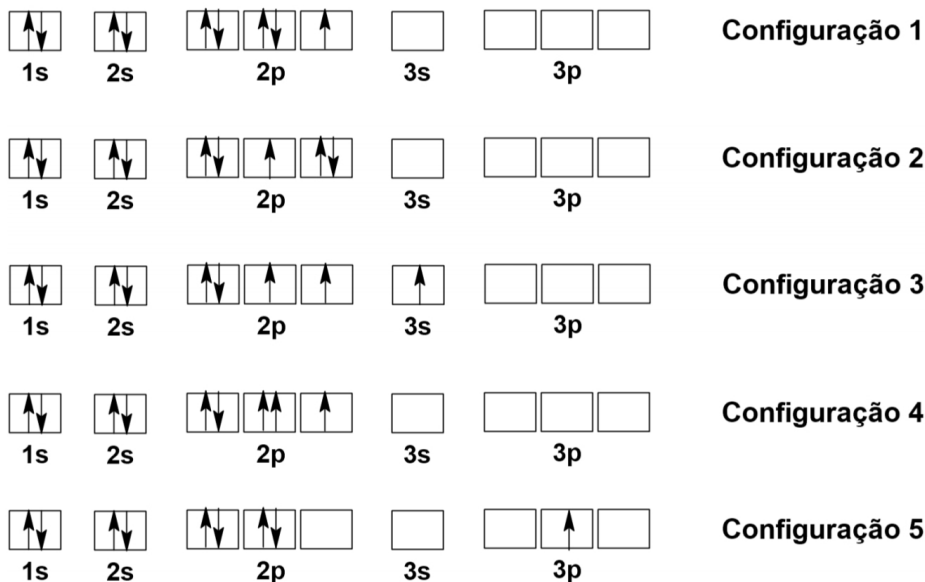 Configuração 1
1s 2s 2p 3s 3p
Configuração 2
1s 2s 2p 3s 3p
Configuração 3
1s 2s 2p 3s 3p
Configuração 4
1s 2s 2p 3s 3p
Configuração 5
1s 2s 2p 3s 3p